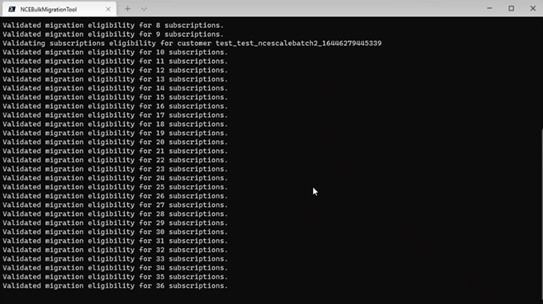 NCEBulkMigrationTool
Validated migration eligibility for 8 subscriptions.
Validated migration eligibility for 9 subscriptions.
Validating subscriptions eligibility for customer test_test_ncescalebatch2_16446279445339
Validated migration eligibility for 10 subscriptions.
Validated migration eligibility for 11 subscriptions.
Validated migration eligibility for 12 subscriptions.
Validated migration eligibility for 13 subscriptions.
Validated migration eligibility for 14 subscriptions.
Validated migration eligibility for 15 subscriptions.
Validated migration eligibility for 16 subscriptions.
Validated migration eligibility for 17 subscriptions.
Validated migration eligibility for 18 subscriptions.
Validated migration eligibility for 19 subscriptions.
Validated migration eligibility for 20 subscriptions.
Validated migration eligibility for 21 subscriptions.
Validated migration eligibility for 22 subscriptions.
Validated migration eligibility for 23 subscriptions.
Validated migration eligibility for 24 subscriptions.
Validated migration eligibility for 25 subscriptions.
Validated migration eligibility for 26 subscriptions.
Validated migration eligibility for 27 subscriptions.
Validated migration eligibility for 28 subscriptions.
Validated migration eligibility for 29 subscriptions.
Validated migration eligibility for 30 subscriptions.
Validated migration eligibility for 31 subscriptions.
Validated migration eligibility for 32 subscriptions.
Validated migration eligibility for 33 subscriptions.
Validated migration eligibility for 34 subscriptions.
Validated migration eligibility for 35 subscriptions.
Validated migration eligibility for 36 subscriptions.